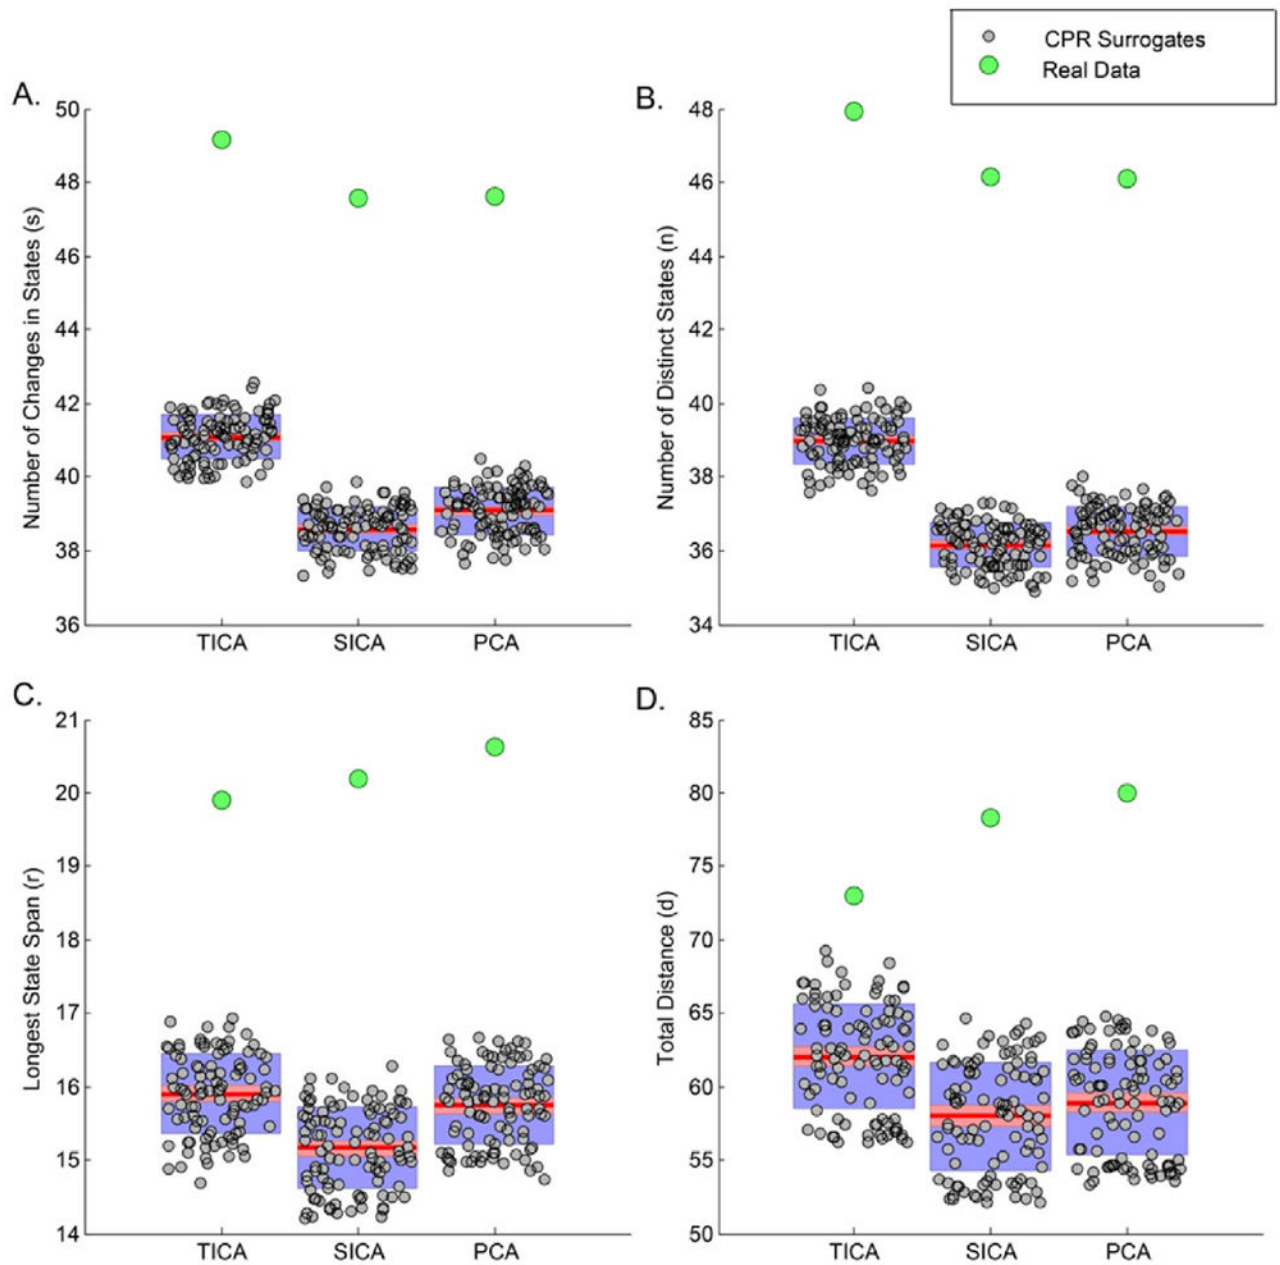 CPR Surrogates
Real Data
A.
50
48
46
44
42
40
38
36
Number of Changes in States (s)
TICA SICA PCA
B.
48
46
44
42
40
38
36
34
Number of Distinct States (n)
TICA SICA PCA
C.
21
20
19
18
17
16
15
14
Longest State Span (r)
TICA SICA PCA
D.
85
80
75
70
65
60
55
50
Total Distance (d)
TICA SICA PCA